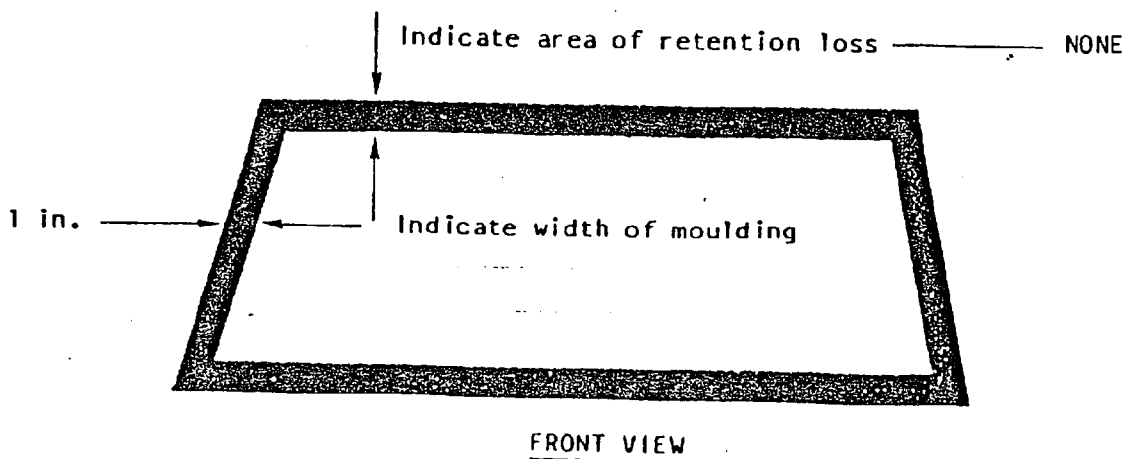 Indicate area of retention loss NONE
1 in. Indicate width of moulding
FRONT VIEW